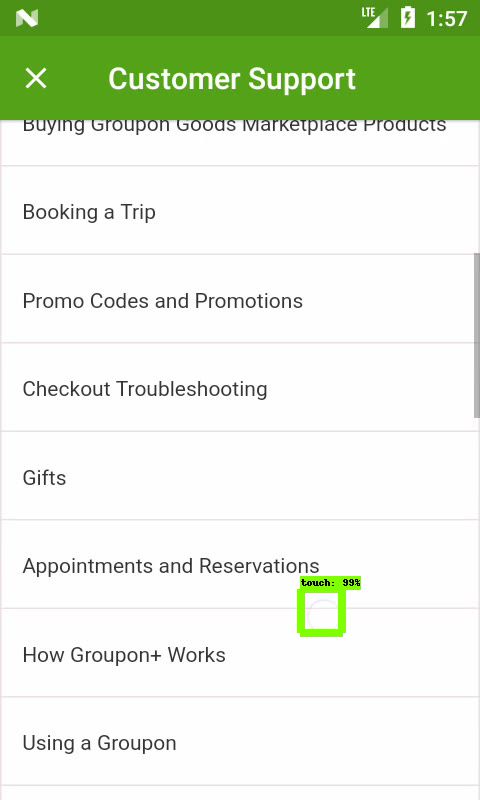 LTE 1:57
Customer Support
Buying Groupon Goods Marketplace Products
Booking a Trip
Promo Codes and Promotions
Checkout Troubleshooting
Gifts
Appointments and Reservations
touch: 99%
How Groupon+ Works
Using a Groupon